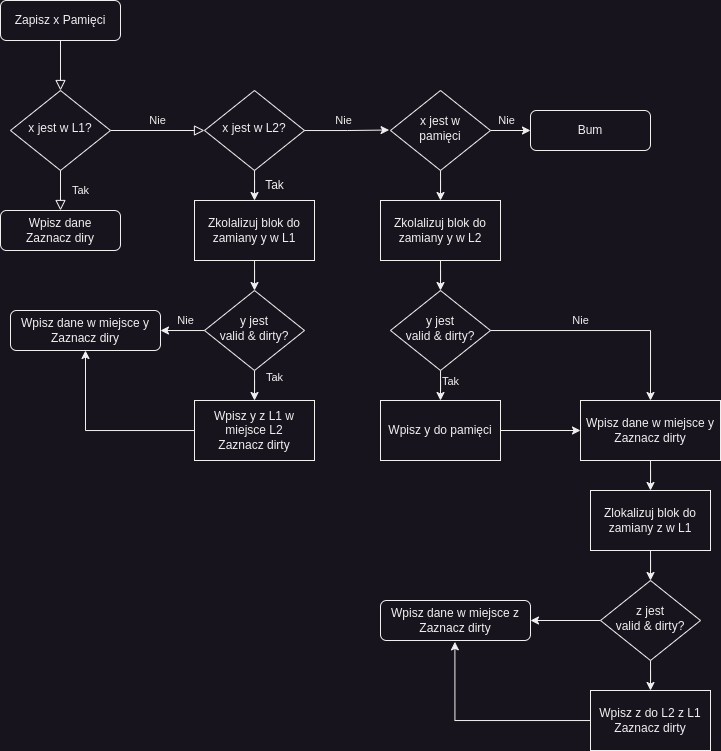 Zapisz x Pamięci
x jest w L1?
Nie
x jest w L2?
Nie
x jest w
pamięci
Nie
Bum
Tak
Wpisz dane
Zaznacz diry
Tak
Zkolalizuj blok do
zamiany y w L1
Zkolalizuj blok do
zamiany y w L2
Wpisz dane w miejsce y
Zaznacz diry
Nie
y jest
valid & dirty?
y jest
valid & dirty?
Nie
Tak
Tak
Wpisz y z L1 w
miejsce L2
Zaznacz dirty
Wpisz y do pamięci
Wpisz dane w miejsce y
Zaznacz dirty
Zlokalizuj blok do
zamiany z w L1
Wpisz dane w miejsce z
Zaznacz dirty
z jest
valid & dirty?
Wpisz z do L2 z L1
Zaznacz dirty